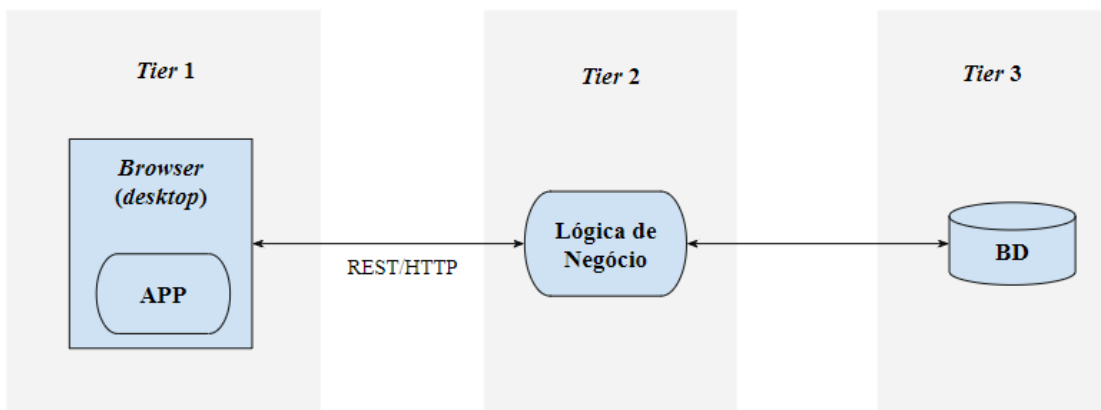 Tier 1
Tier 2
Tier 3
Browser
(desktop)
APP
REST/HTTP
Lógica de
Negócio
BD